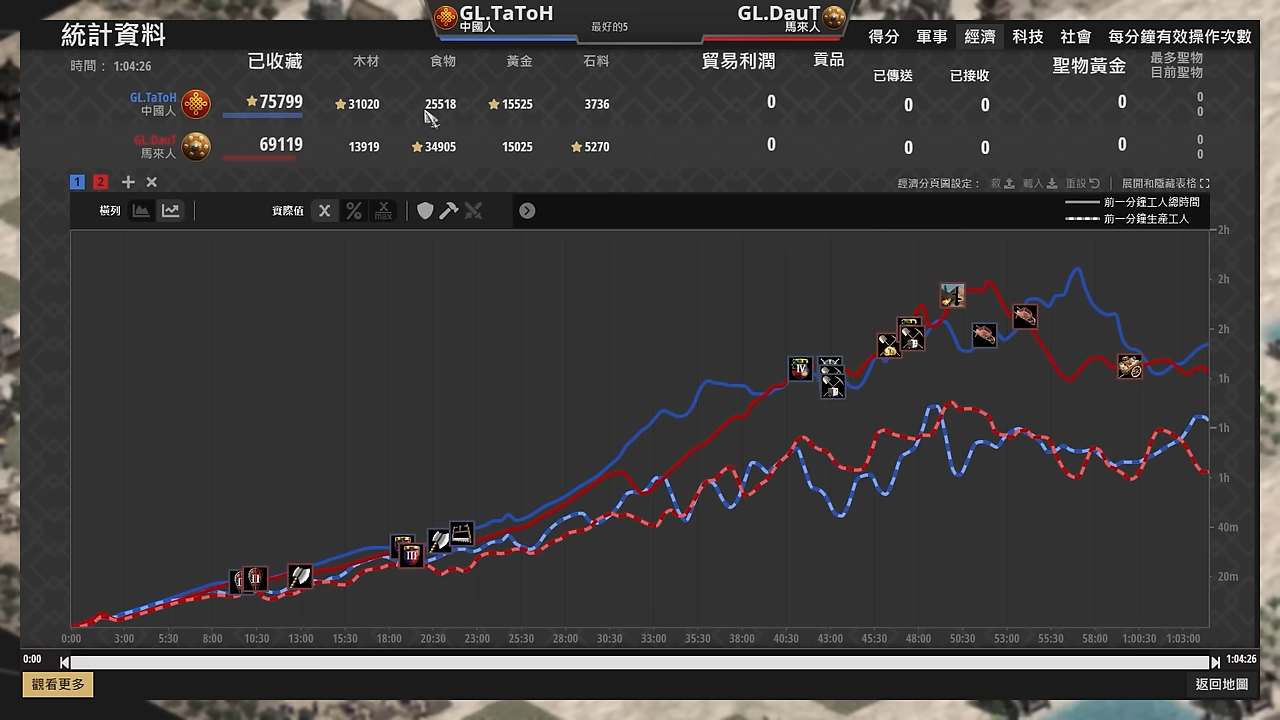 GL.TaToH
中國人
最好的5
GL.DauT
馬來人
統計資料
得分 軍事 經濟 科技 社會 每分鐘有效操作次數
時間： 1:04:26
已收藏 木材 食物 黃金 石料 貿易利潤 貢品 聖物黃金 最多聖物
已傳送 已接收 目前聖物
GL.TaToH
中國人
75799 31020 25518 15525 3736 0 0 0 0 0
0
GL.DauT
馬來人
69119 13919 34905 15025 5270 0 0 0 0 0
0
1 2
經濟分頁圖設定： 載入 重設 展開和隱藏表格
橫列 實際值 X % X
max
前一分鐘工人總時間
前一分鐘生產工人
2h
2h
2h
1h
1h
1h
40m
20m
IV
II
III
0:00 3:00 5:30 8:00 10:30 13:00 15:30 18:00 20:30 23:00 25:30 28:00 30:30 33:00 35:30 38:00 40:30 43:00 45:30 48:00 50:30 53:00 55:30 58:00 1:00:30 1:03:00
0:00 1:04:26
觀看更多 返回地圖